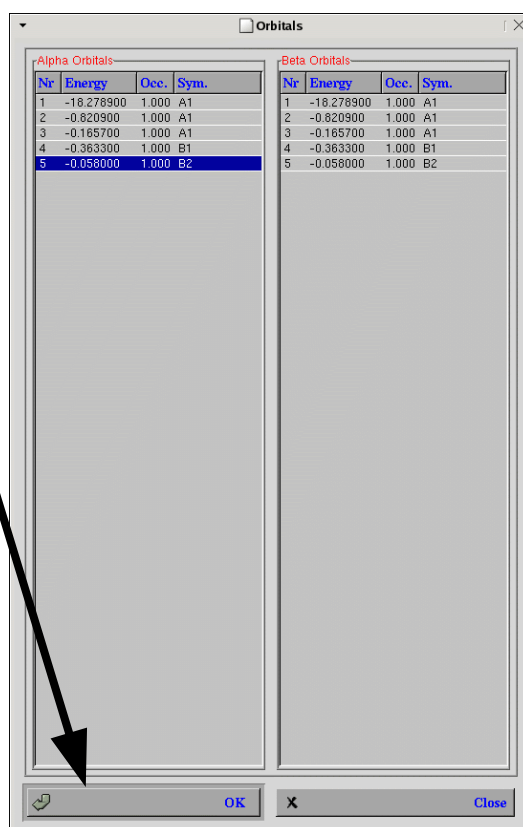 Orbitals
Alpha Orbitals
Nr Energy Occ. Sym.
1 -18.278900 1.000 A1
2 -0.820900 1.000 A1
3 -0.165700 1.000 A1
4 -0.363300 1.000 B1
5 -0.058000 1.000 B2
Beta Orbitals
Nr Energy Occ. Sym.
1 -18.278900 1.000 A1
2 -0.820900 1.000 A1
3 -0.165700 1.000 A1
4 -0.363300 1.000 B1
5 -0.058000 1.000 B2
OK
Close